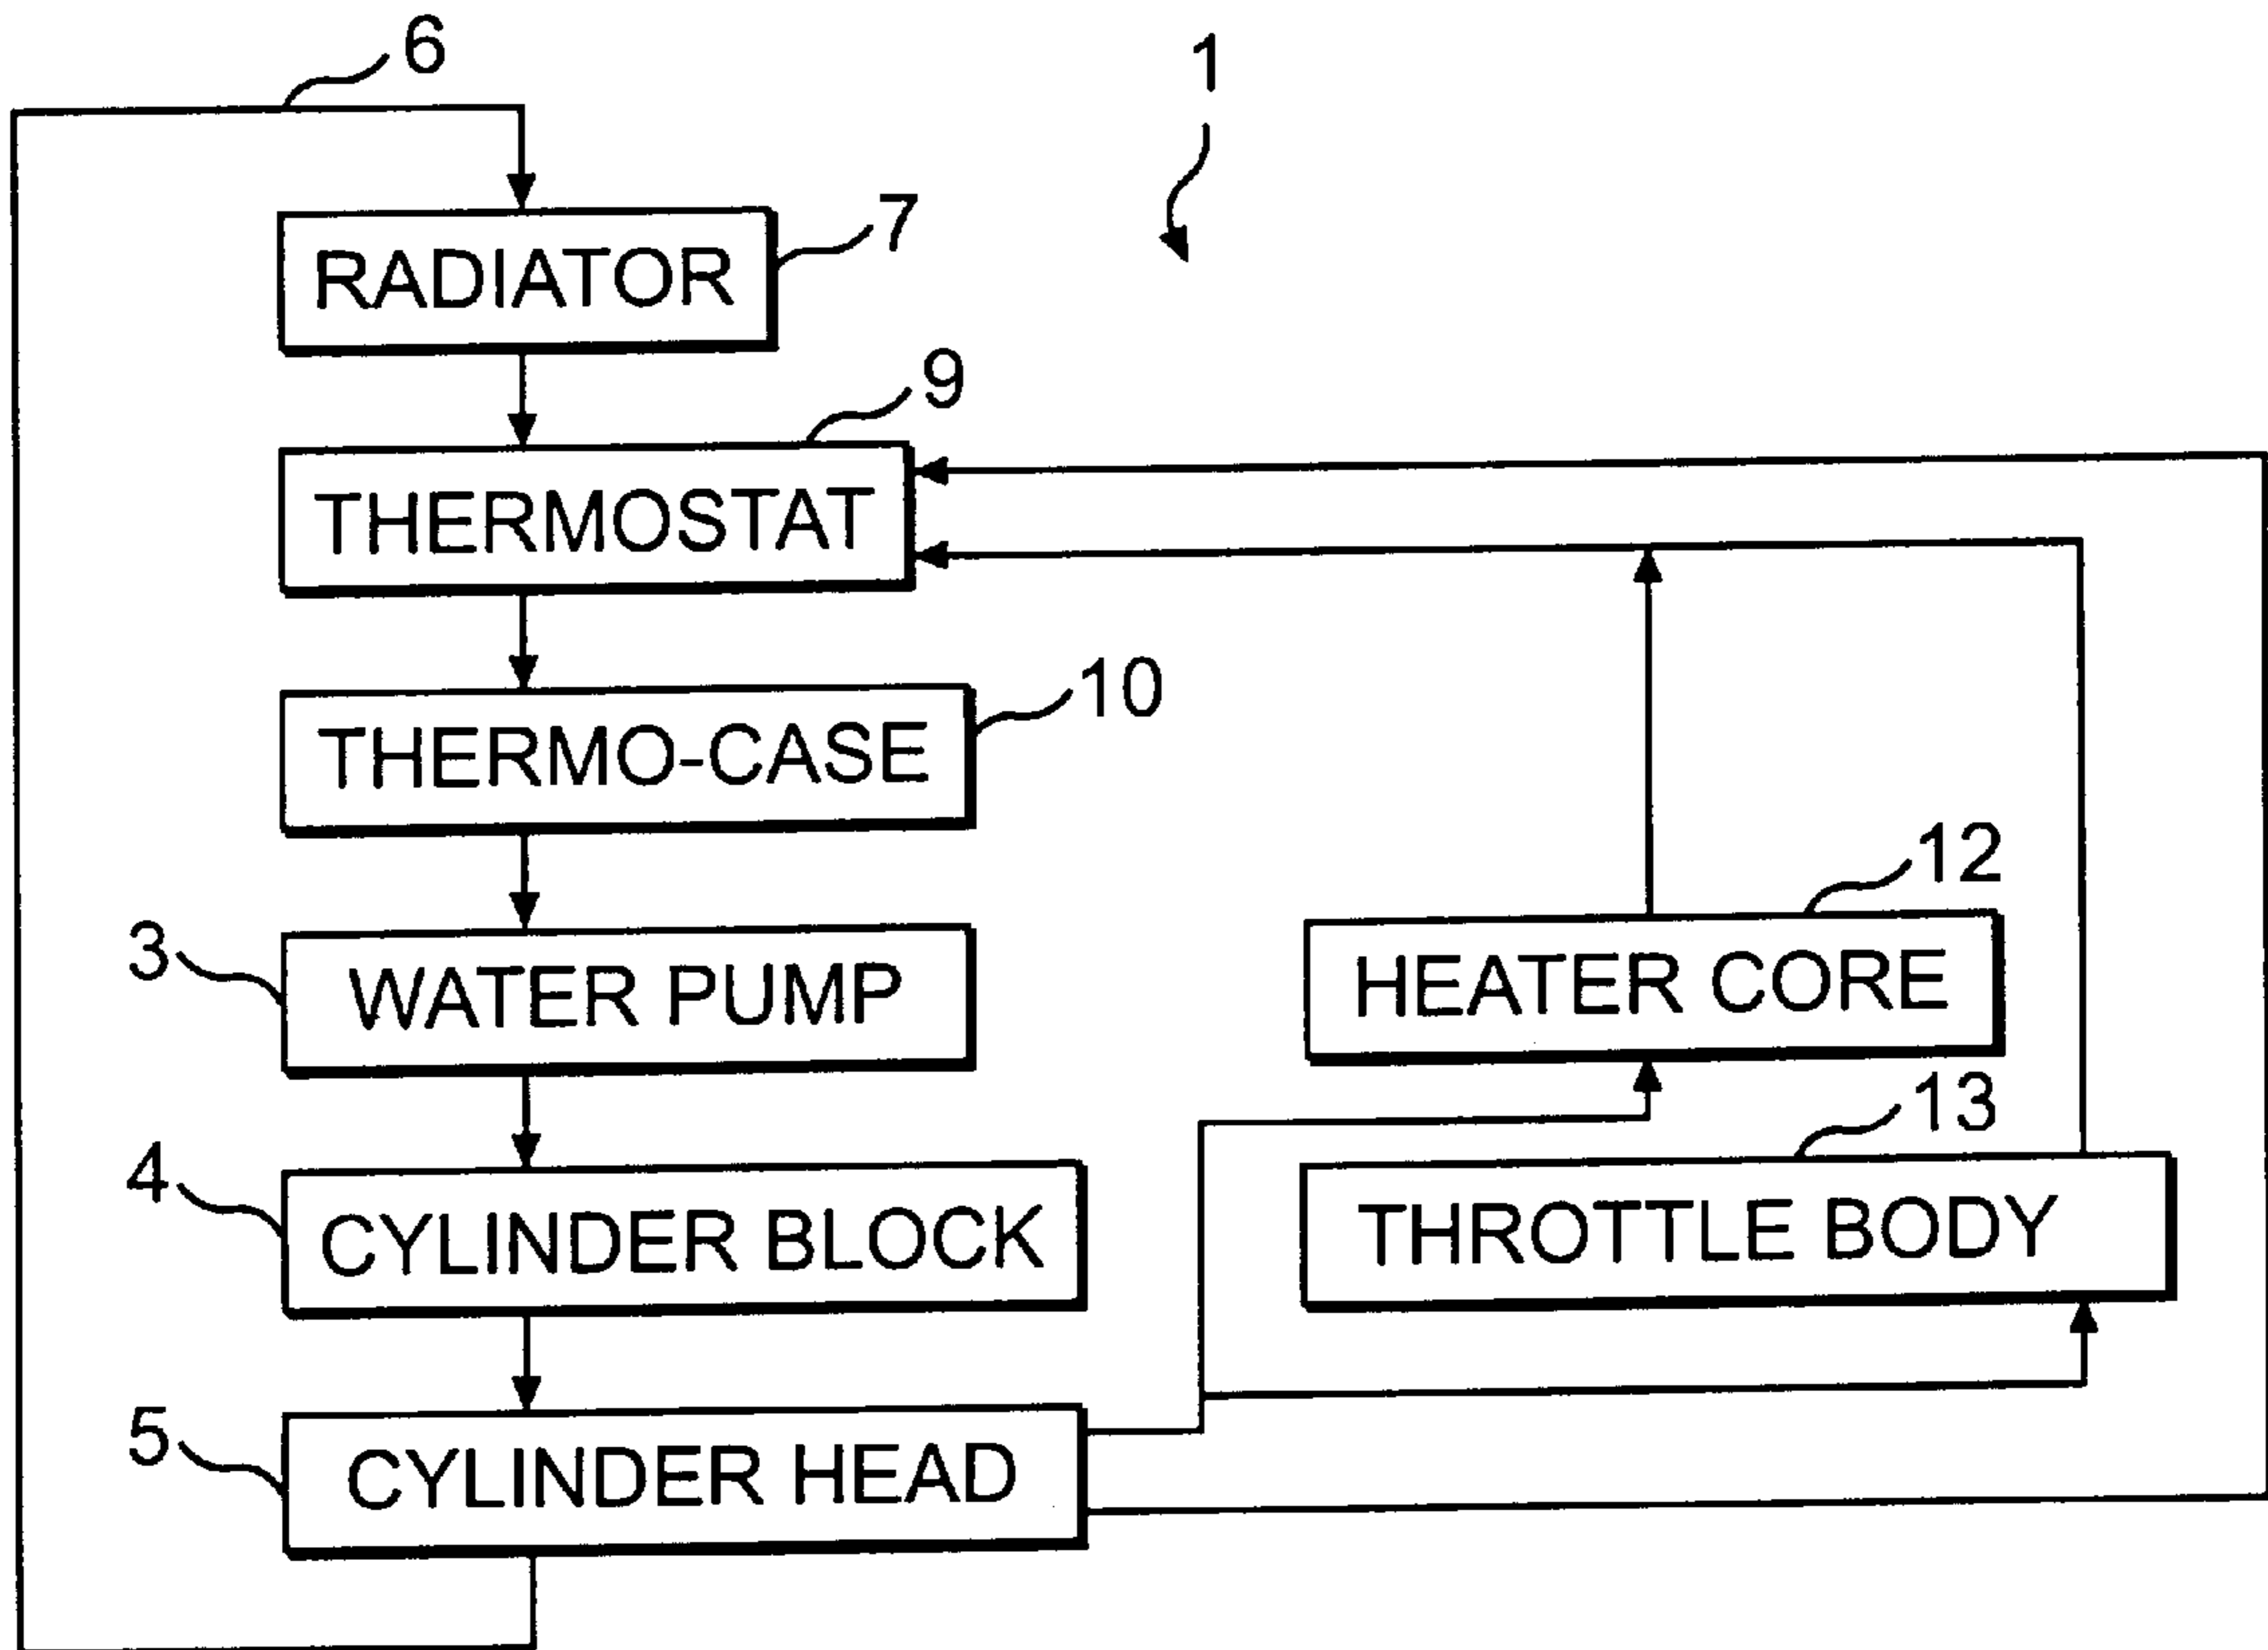 6
1
RADIATOR
7
9
THERMOSTAT
THERMO-CASE
10
3
WATER PUMP
12
HEATER CORE
4
CYLINDER BLOCK
13
THROTTLE BODY
5
CYLINDER HEAD